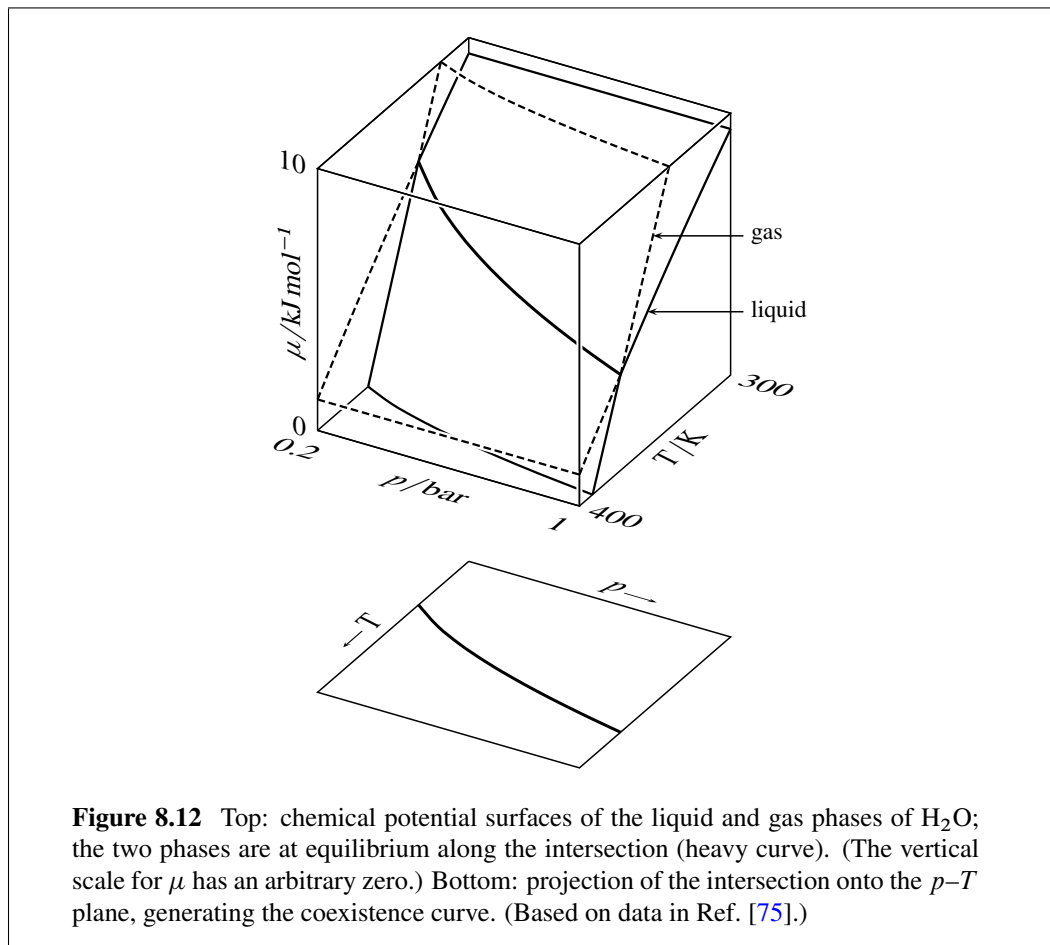 10
μ/kJ mol⁻¹
gas
liquid
300
0
0.2
T/K
p/bar
1
400
p→
←T
Figure 8.12 Top: chemical potential surfaces of the liquid and gas phases of H₂O;
the two phases are at equilibrium along the intersection (heavy curve). (The vertical
scale for μ has an arbitrary zero.) Bottom: projection of the intersection onto the p–T
plane, generating the coexistence curve. (Based on data in Ref. [75].)